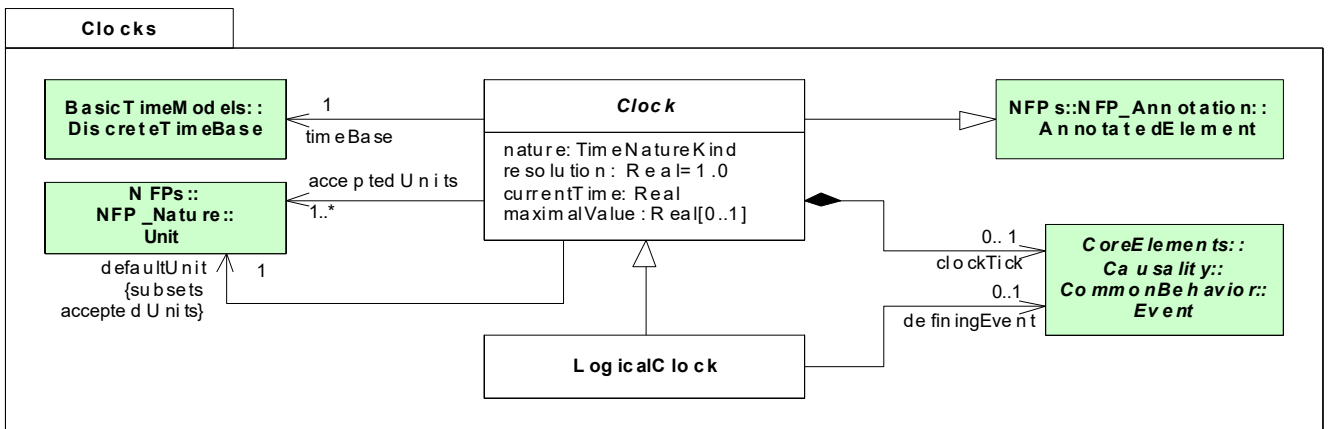 Clocks
BasicTimeModels::
DiscreteTimeBase
1
timeBase
Clock
nature: TimeNatureKind
resolution: Real=1.0
currentTime: Real
maximalValue: Real[0..1]
NFPs::NFP_Annotation::
AnnotatedElement
NFPs::
NFP_Nature::
Unit
acceptedUnits
1..*
defaultUnit
{subsets
acceptedUnits}
1
0..1
clockTick
0..1
definingEvent
CoreElements::
Causality::
CommonBehavior::
Event
LogicalClock